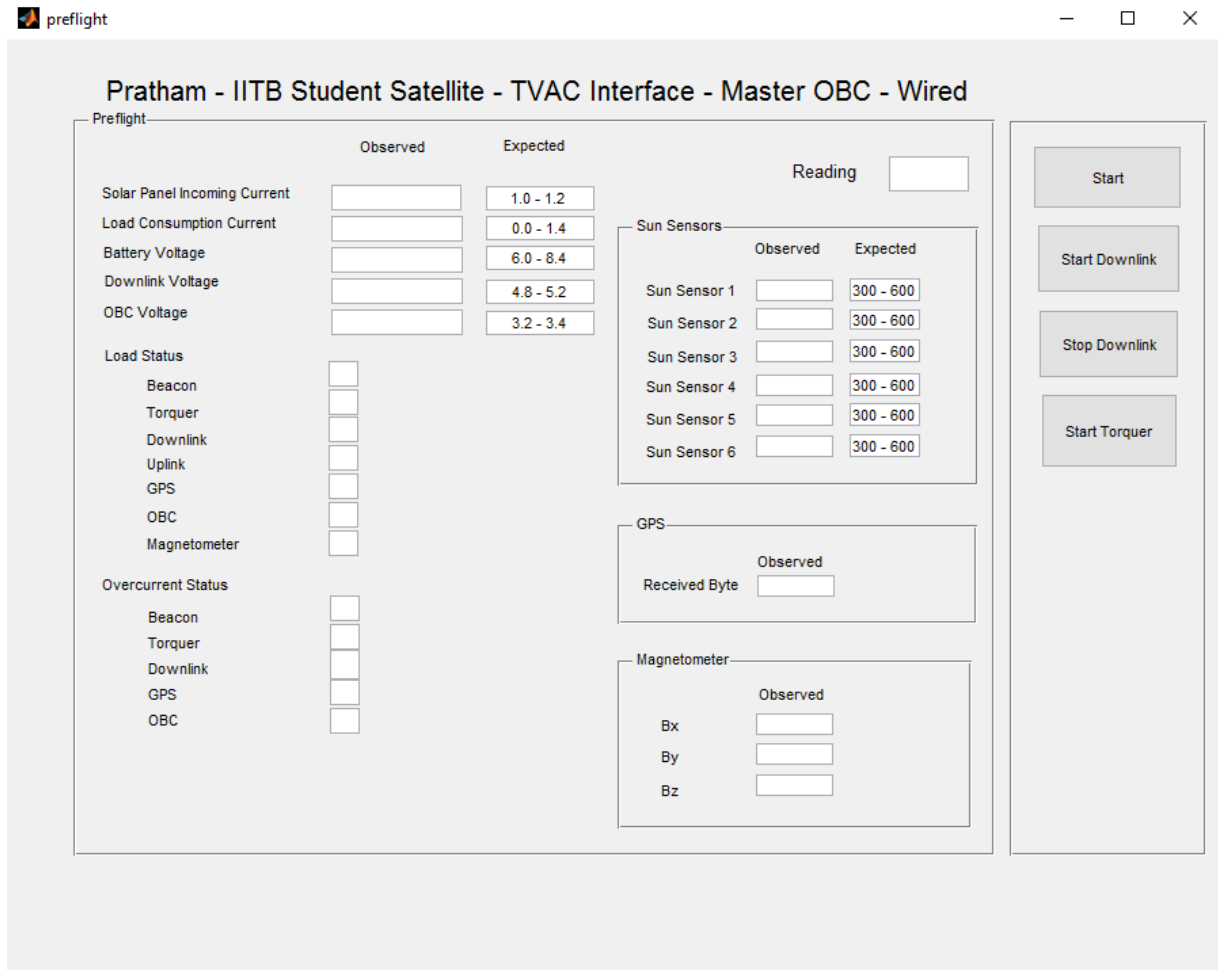 preflight
Pratham - IITB Student Satellite - TVAC Interface - Master OBC - Wired
Preflight
Observed Expected
Solar Panel Incoming Current 1.0 - 1.2
Load Consumption Current 0.0 - 1.4
Battery Voltage 6.0 - 8.4
Downlink Voltage 4.8 - 5.2
OBC Voltage 3.2 - 3.4
Load Status
Beacon
Torquer
Downlink
Uplink
GPS
OBC
Magnetometer
Overcurrent Status
Beacon
Torquer
Downlink
GPS
OBC
Reading
Sun Sensors
Observed Expected
Sun Sensor 1 300 - 600
Sun Sensor 2 300 - 600
Sun Sensor 3 300 - 600
Sun Sensor 4 300 - 600
Sun Sensor 5 300 - 600
Sun Sensor 6 300 - 600
GPS
Observed
Received Byte
Magnetometer
Observed
Bx
By
Bz
Start
Start Downlink
Stop Downlink
Start Torquer